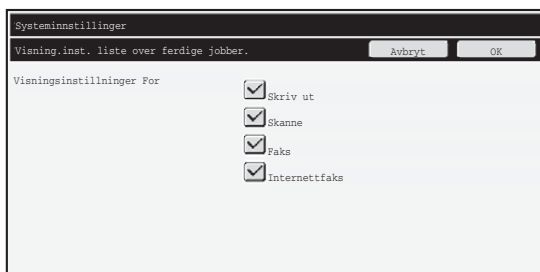 Systeminnstillinger
Visning.inst. liste over ferdige jobber. Avbryt OK
Visningsinstillninger For
Skriv ut
Skanne
Faks
Internettfaks